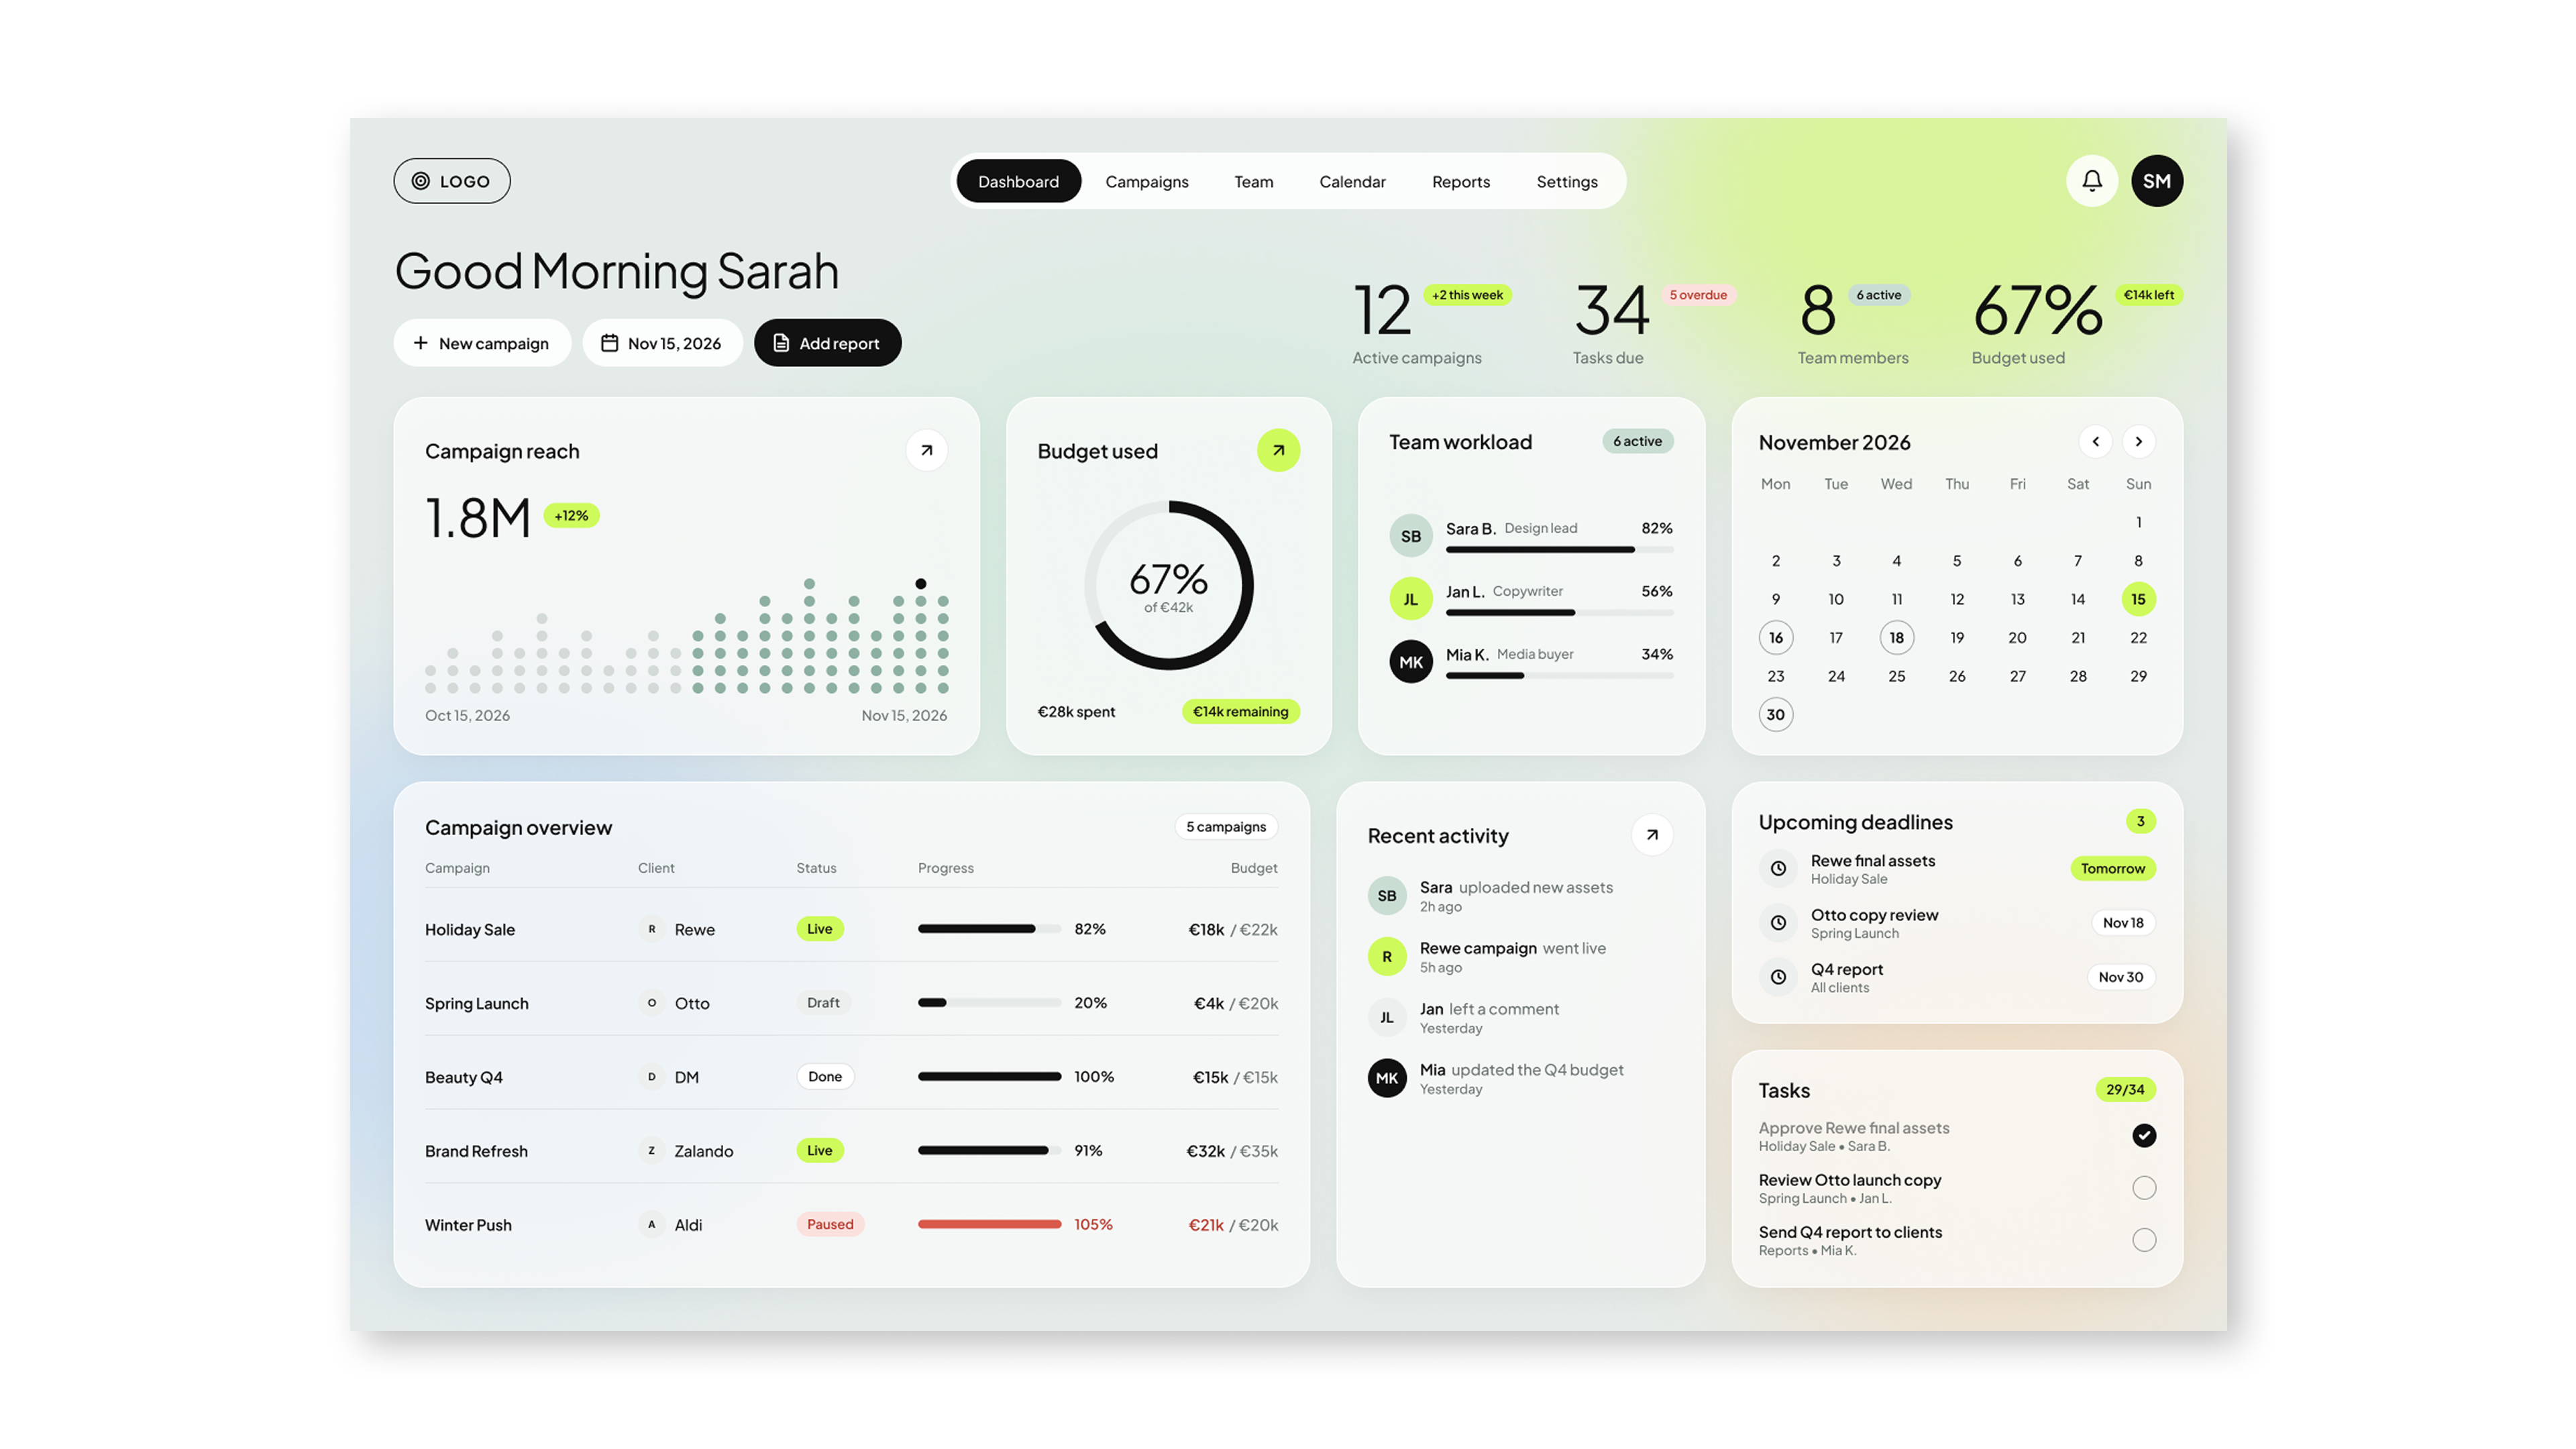 LOGO
Dashboard Campaigns Team Calendar Reports Settings
SM
Good Morning Sarah
New campaign
Nov 15, 2026
Add report
12 +2 this week
Active campaigns
34 5 overdue
Tasks due
8 6 active
Team members
67% €14k left
Budget used
Campaign reach
1.8M +12%
Oct 15, 2026 Nov 15, 2026
Budget used
67%
of €42k
€28k spent €14k remaining
Team workload 6 active
SB Sara B. Design lead 82%
JL Jan L. Copywriter 56%
MK Mia K. Media buyer 34%
November 2026
Mon Tue Wed Thu Fri Sat Sun
1
2 3 4 5 6 7 8
9 10 11 12 13 14 15
16 17 18 19 20 21 22
23 24 25 26 27 28 29
30
Campaign overview 5 campaigns
Campaign Client Status Progress Budget
Holiday Sale R Rewe Live 82% €18k / €22k
Spring Launch O Otto Draft 20% €4k / €20k
Beauty Q4 D DM Done 100% €15k / €15k
Brand Refresh Z Zalando Live 91% €32k / €35k
Winter Push A Aldi Paused 105% €21k / €20k
Recent activity
SB Sara uploaded new assets
2h ago
R Rewe campaign went live
5h ago
JL Jan left a comment
Yesterday
MK Mia updated the Q4 budget
Yesterday
Upcoming deadlines 3
Rewe final assets Tomorrow
Holiday Sale
Otto copy review Nov 18
Spring Launch
Q4 report Nov 30
All clients
Tasks 29/34
Approve Rewe final assets
Holiday Sale • Sara B.
Review Otto launch copy
Spring Launch • Jan L.
Send Q4 report to clients
Reports • Mia K.